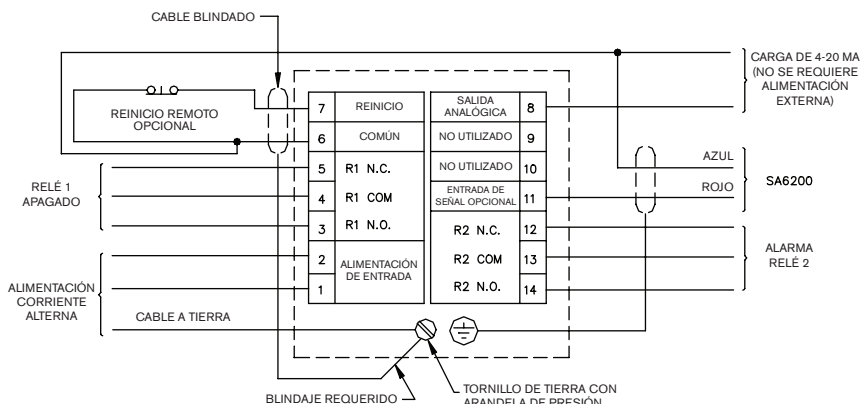 CABLE BLINDADO
CARGA DE 4-20 MA
(NO SE REQUIERE
ALIMENTACIÓN
EXTERNA)
REINICIO REMOTO
OPCIONAL
7 REINICIO
6 COMÚN
5 R1 N.C.
4 R1 COM
3 R1 N.O.
2
1
ALIMENTACIÓN
DE ENTRADA
SALIDA
ANALÓGICA 8
NO UTILIZADO 9
NO UTILIZADO 10
ENTRADA DE
SEÑAL OPCIONAL 11
R2 N.C. 12
R2 COM 13
R2 N.O. 14
AZUL
ROJO
SA6200
RELÉ 1
APAGADO
ALARMA
RELÉ 2
ALIMENTACIÓN
CORRIENTE
ALTERNA
CABLE A TIERRA
BLINDAJE REQUERIDO
TORNILLO DE TIERRA CON
ARANDELA DE PRESIÓN